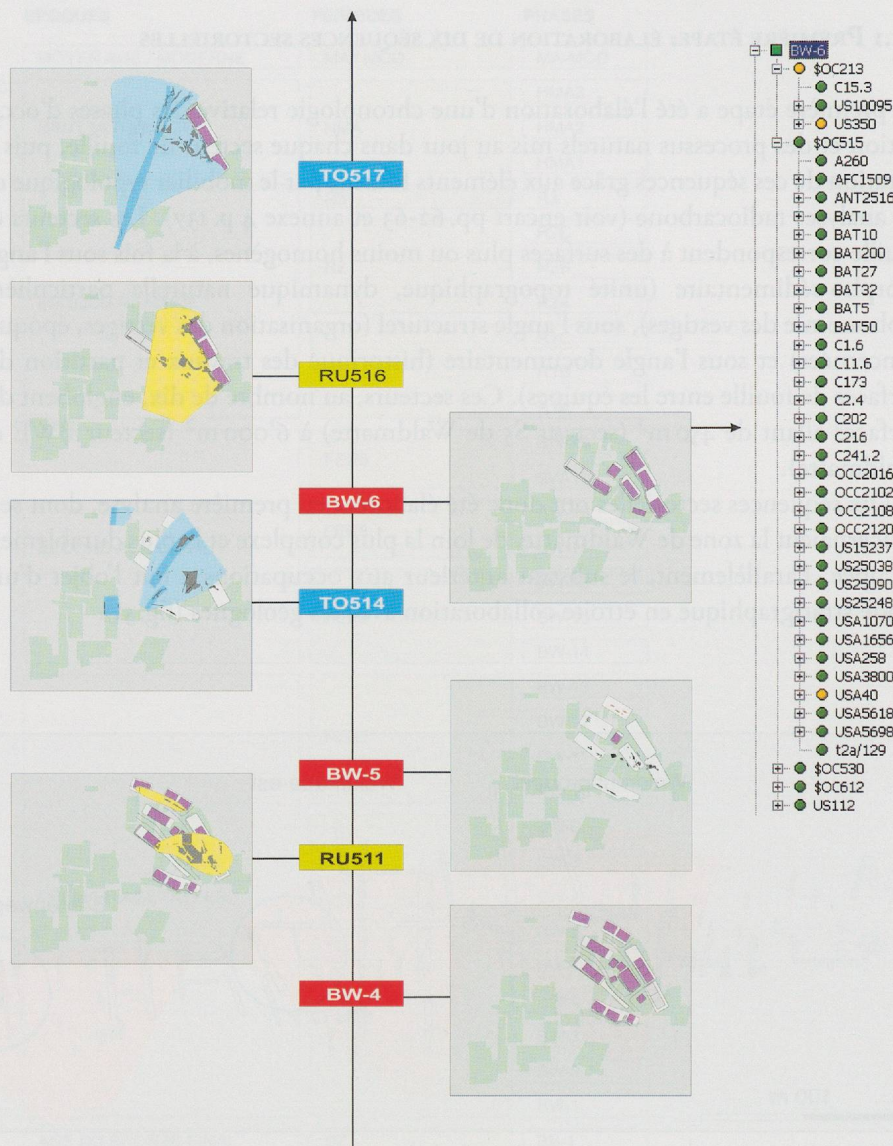 TO517
RU516
BW-6
TO514
BW-5
RU511
BW-4
BW-6
$OC213
C15.3
US10095
US350
$OC515
A260
AFC1509
ANT2516
BAT1
BAT10
BAT200
BAT27
BAT32
BAT5
BAT50
C1.6
C11.6
C173
C2.4
C202
C216
C241.2
OCC2016
OCC2102
OCC2108
OCC2120
US15237
US25038
US25090
US25248
USA1070
USA1656
USA258
USA3800
USA40
USA5618
USA5698
t2a/129
$OC530
$OC612
US112